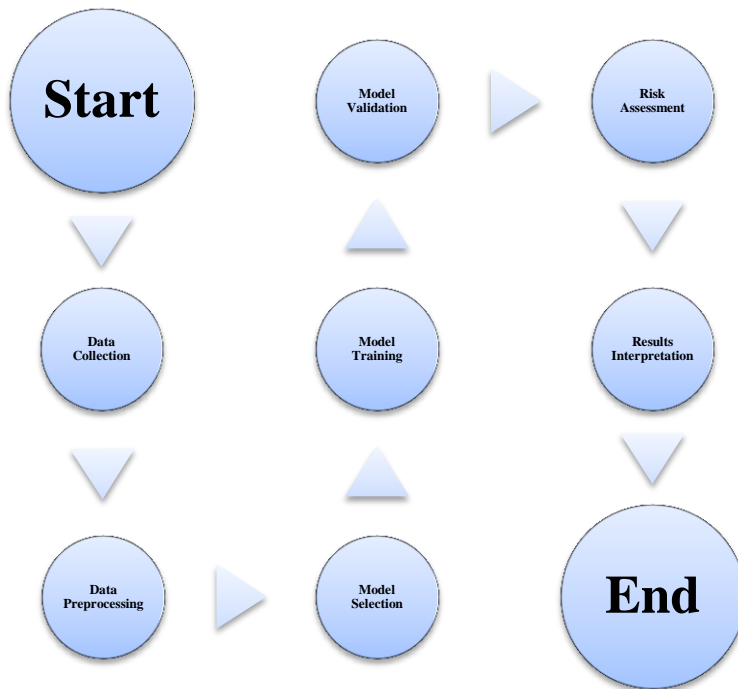 Start
Data
Collection
Data
Preprocessing
Model
Selection
Model
Training
Model
Validation
Risk
Assessment
Results
Interpretation
End